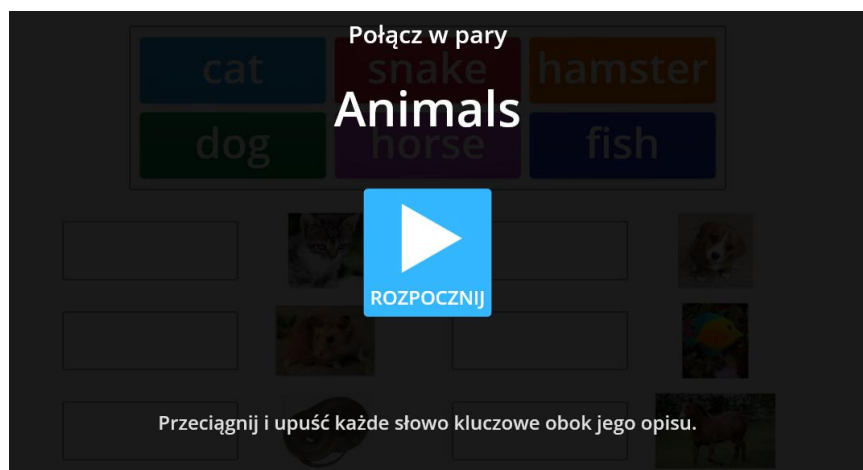 Połącz w pary
cat snake hamster
Animals
dog horse fish
ROZPOCZNIJ
Przeciągnij i upuść każde słowo kluczowe obok jego opisu.